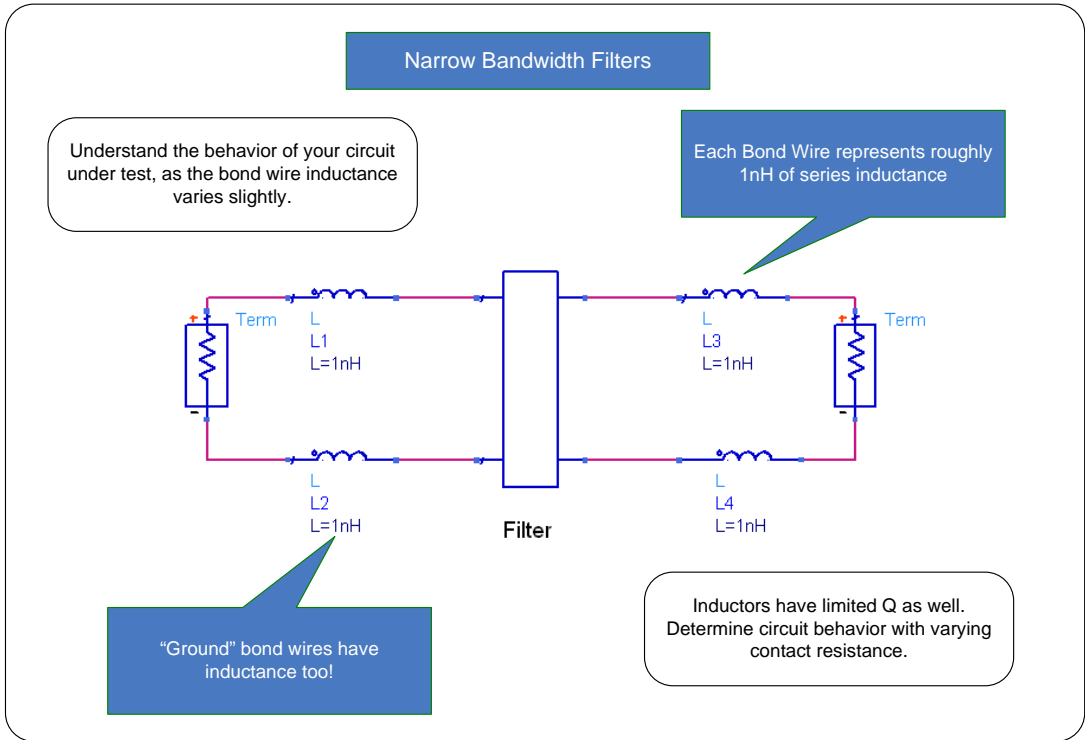 Narrow Bandwidth Filters
Understand the behavior of your circuit
under test, as the bond wire inductance
varies slightly.
Each Bond Wire represents roughly
1nH of series inductance
+
Term
-
L
L1
L=1nH
L
L3
L=1nH
+
Term
-
L
L2
L=1nH
Filter
L
L4
L=1nH
“Ground” bond wires have
inductance too!
Inductors have limited Q as well.
Determine circuit behavior with varying
contact resistance.